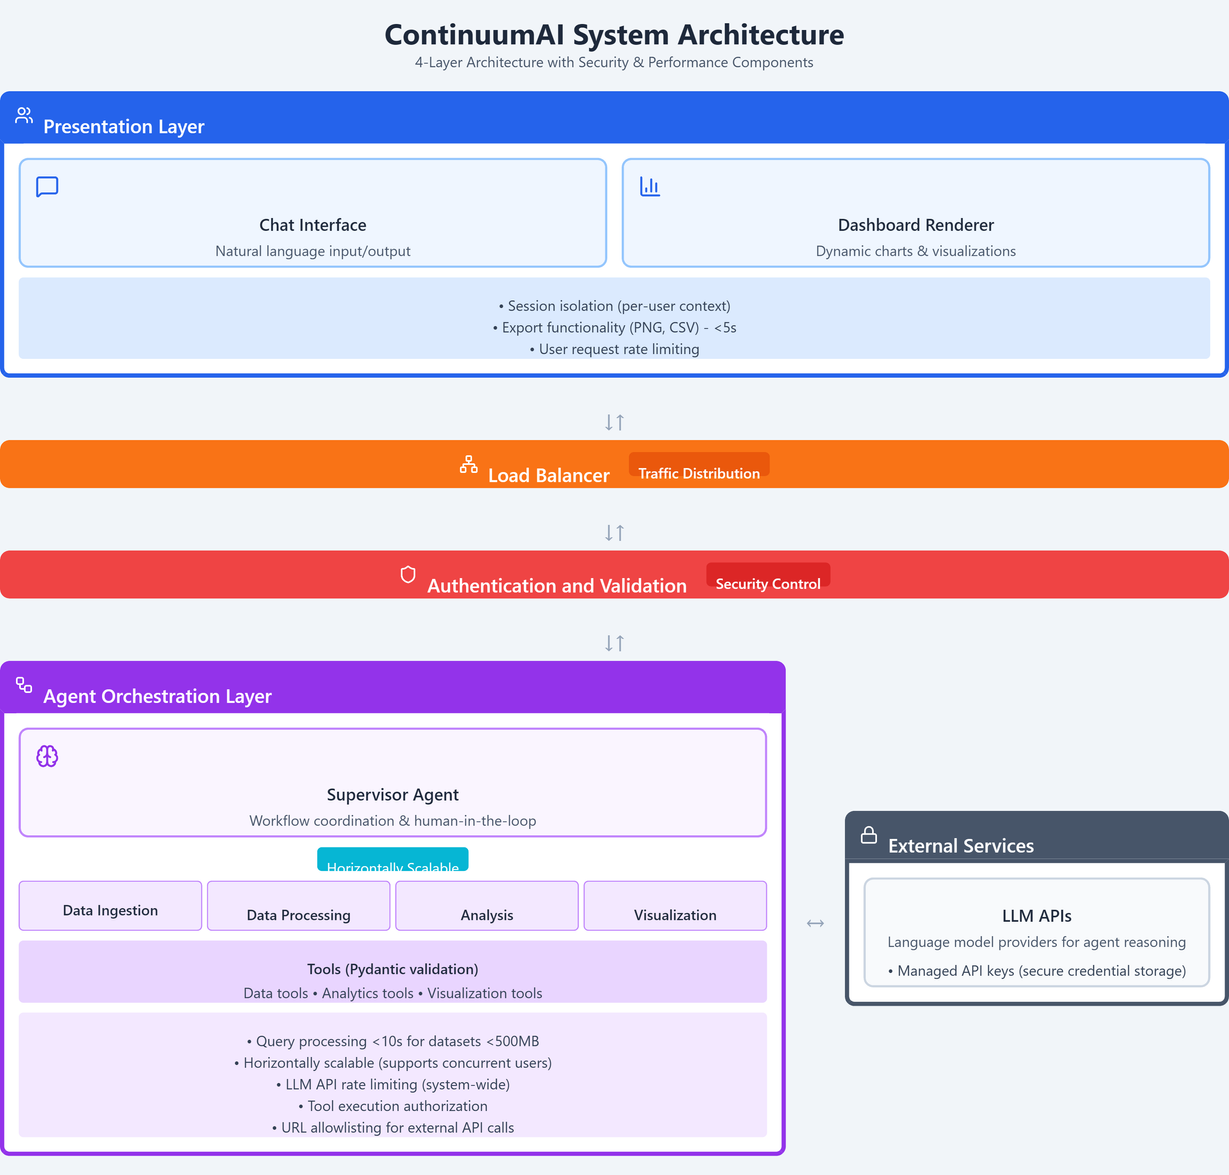 ContinuumAI System Architecture
4-Layer Architecture with Security & Performance Components
Presentation Layer
Chat Interface
Natural language input/output
Dashboard Renderer
Dynamic charts & visualizations
• Session isolation (per-user context)
• Export functionality (PNG, CSV) - <5s
• User request rate limiting
Load Balancer
Traffic Distribution
Authentication and Validation
Security Control
Agent Orchestration Layer
Supervisor Agent
Workflow coordination & human-in-the-loop
Horizontally Scalable
Data Ingestion
Data Processing
Analysis
Visualization
Tools (Pydantic validation)
Data tools • Analytics tools • Visualization tools
• Query processing <10s for datasets <500MB
• Horizontally scalable (supports concurrent users)
• LLM API rate limiting (system-wide)
• Tool execution authorization
• URL allowlisting for external API calls
External Services
LLM APIs
Language model providers for agent reasoning
• Managed API keys (secure credential storage)